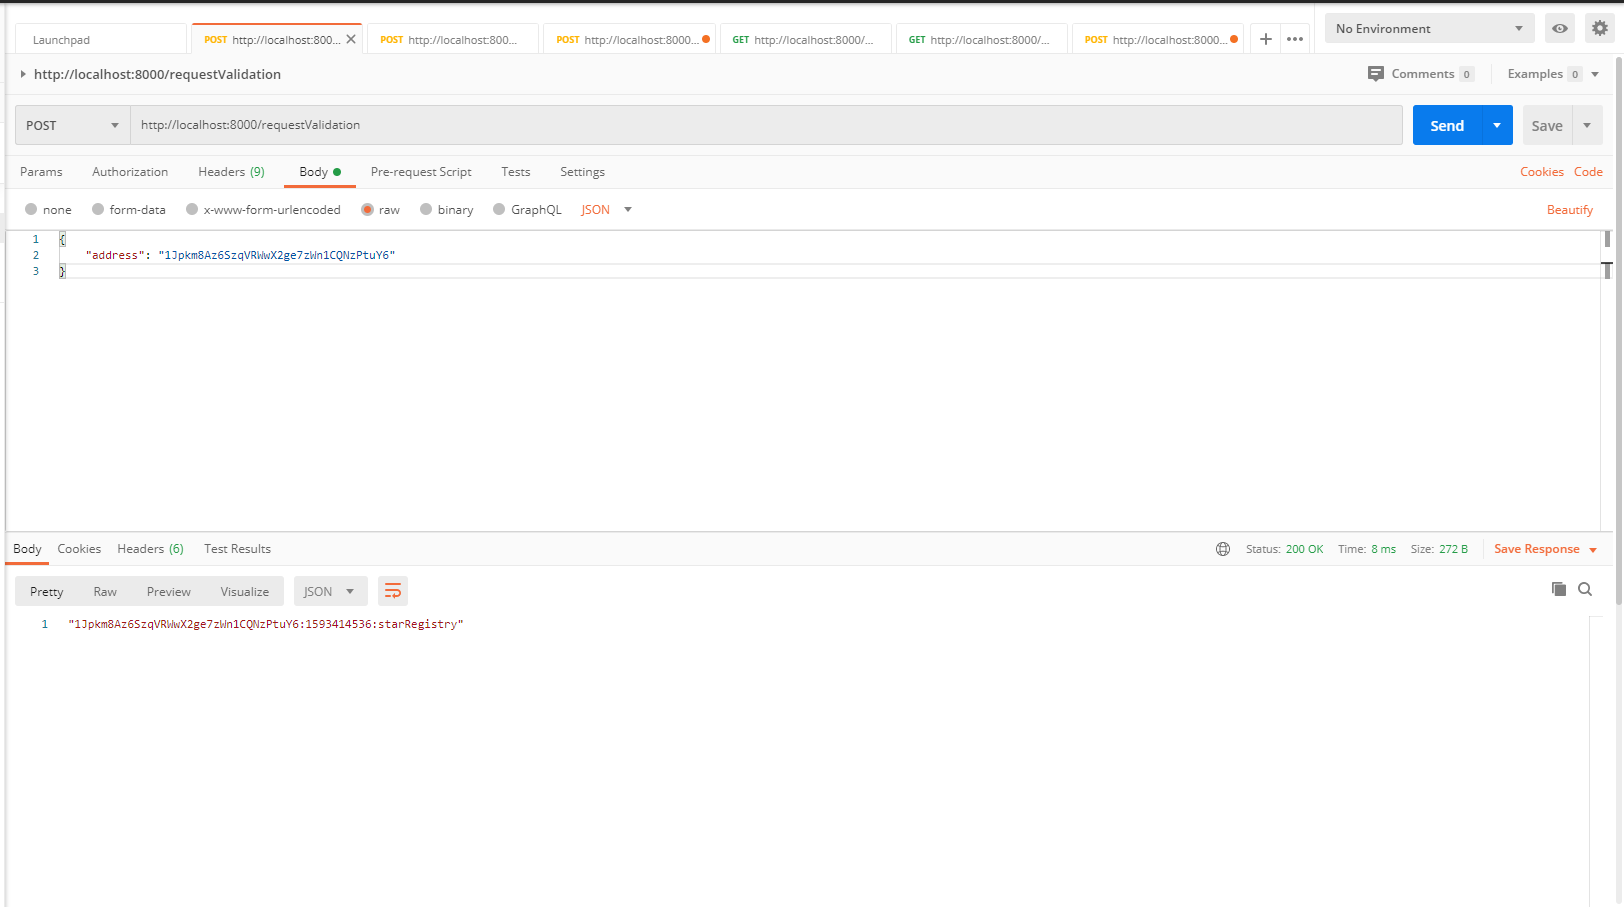 Launchpad
POST http://localhost:800...
POST http://localhost:800...
POST http://localhost:8000...
GET http://localhost:8000/...
GET http://localhost:8000/...
POST http://localhost:8000...
No Environment
http://localhost:8000/requestValidation
Comments 0
Examples 0
POST
http://localhost:8000/requestValidation
Send
Save
Params Authorization Headers (9) Body Pre-request Script Tests Settings
Cookies Code
none form-data x-www-form-urlencoded raw binary GraphQL JSON
Beautify
1 {
2 "address": "1Jpkm8Az6SzqVRWwX2ge7zWn1CQNzPtuY6"
3 }
Body Cookies Headers (6) Test Results
Status: 200 OK Time: 8 ms Size: 272 B Save Response
Pretty Raw Preview Visualize JSON
1 "1Jpkm8Az6SzqVRWwX2ge7zWn1CQNzPtuY6:1593414536:starRegistry"